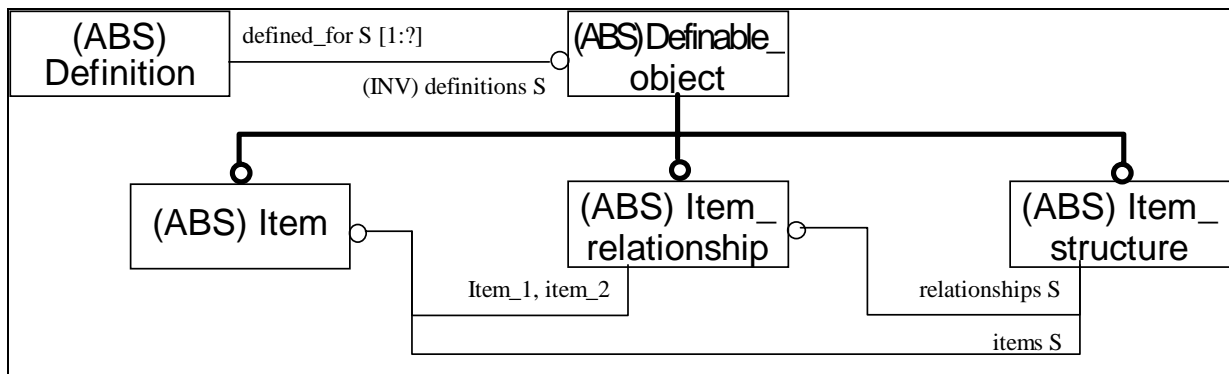 (ABS)
Definition
defined_for S [1:?]
(INV) definitions S
(ABS)Definable_
object
(ABS) Item
(ABS) Item_
relationship
(ABS) Item_
structure
Item_1, item_2
relationships S
items S